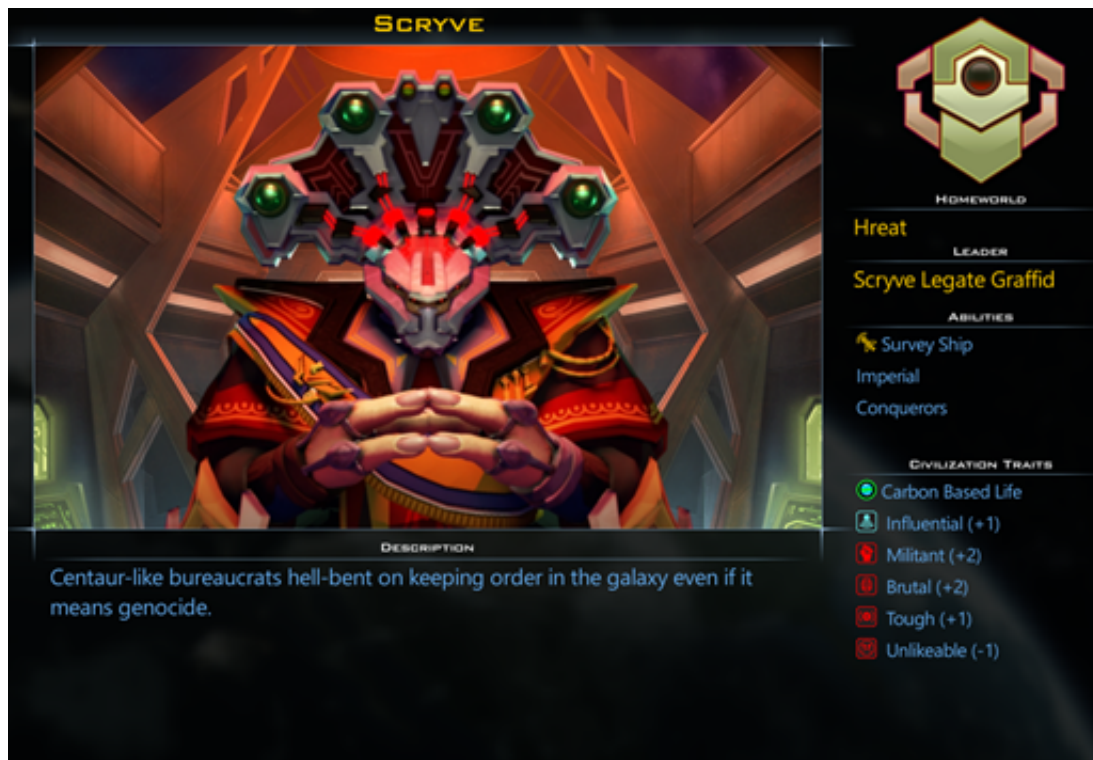 Scryve
Homeworld
Hreat
Leader
Scryve Legate Graffid
Abilities
Survey Ship
Imperial
Conquerors
Civilization Traits
Carbon Based Life
Influential (+1)
Militant (+2)
Brutal (+2)
Tough (+1)
Unlikeable (-1)
Description
Centaur-like bureaucrats hell-bent on keeping order in the galaxy even if it
means genocide.